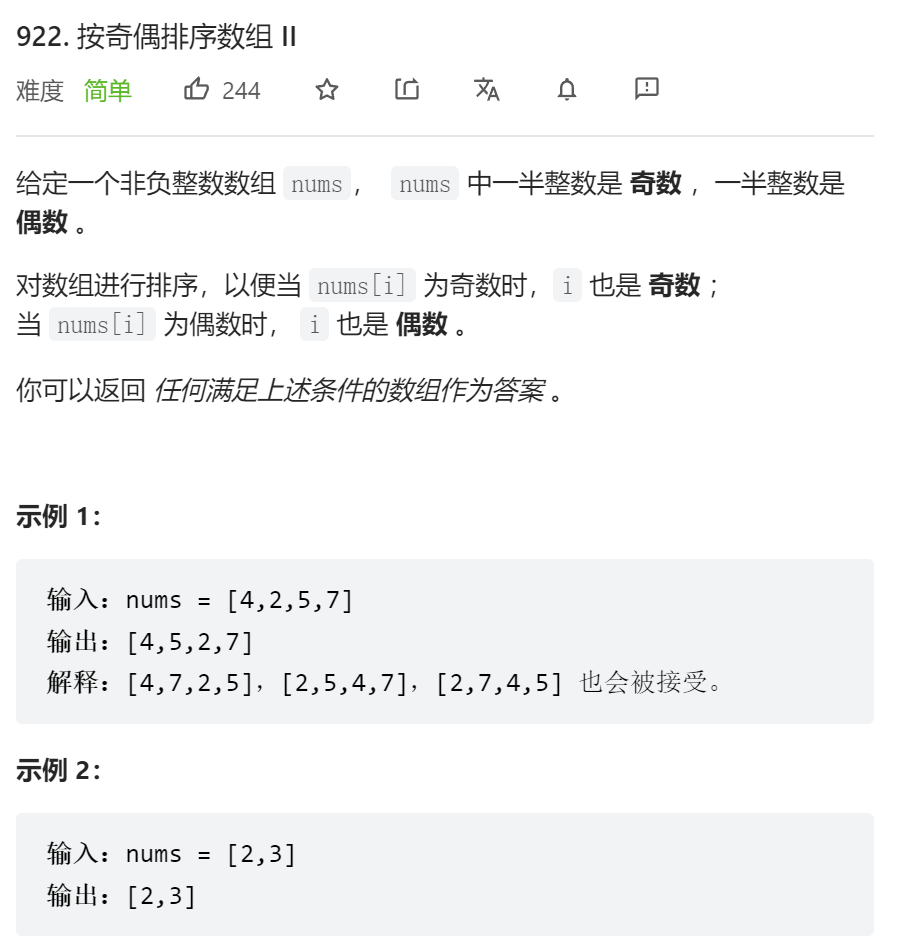 922. 按奇偶排序数组 II
难度 简单 244
给定一个非负整数数组 nums， nums 中一半整数是 奇数 ，一半整数是
偶数 。
对数组进行排序，以便当 nums[i] 为奇数时， i 也是 奇数 ；
当 nums[i] 为偶数时， i 也是 偶数 。
你可以返回 任何满足上述条件的数组作为答案 。
示例 1：
输入：nums = [4,2,5,7]
输出：[4,5,2,7]
解释：[4,7,2,5]，[2,5,4,7]，[2,7,4,5] 也会被接受。
示例 2：
输入：nums = [2,3]
输出：[2,3]